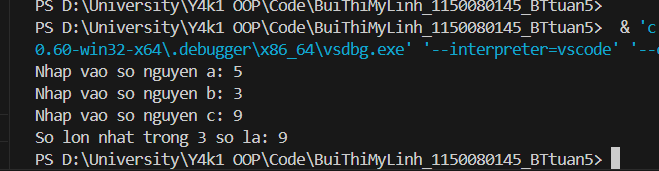 PS D:\University\Y4k1 OOP\Code\BuiThiMyLinh_1150080145_BTtuan5>
PS D:\University\Y4k1 OOP\Code\BuiThiMyLinh_1150080145_BTtuan5>  & 'c
0.60-win32-x64\.debugger\x86_64\vsdbg.exe' '--interpreter=vscode' '--c
Nhap vao so nguyen a: 5
Nhap vao so nguyen b: 3
Nhap vao so nguyen c: 9
So lon nhat trong 3 so la: 9
PS D:\University\Y4k1 OOP\Code\BuiThiMyLinh_1150080145_BTtuan5>